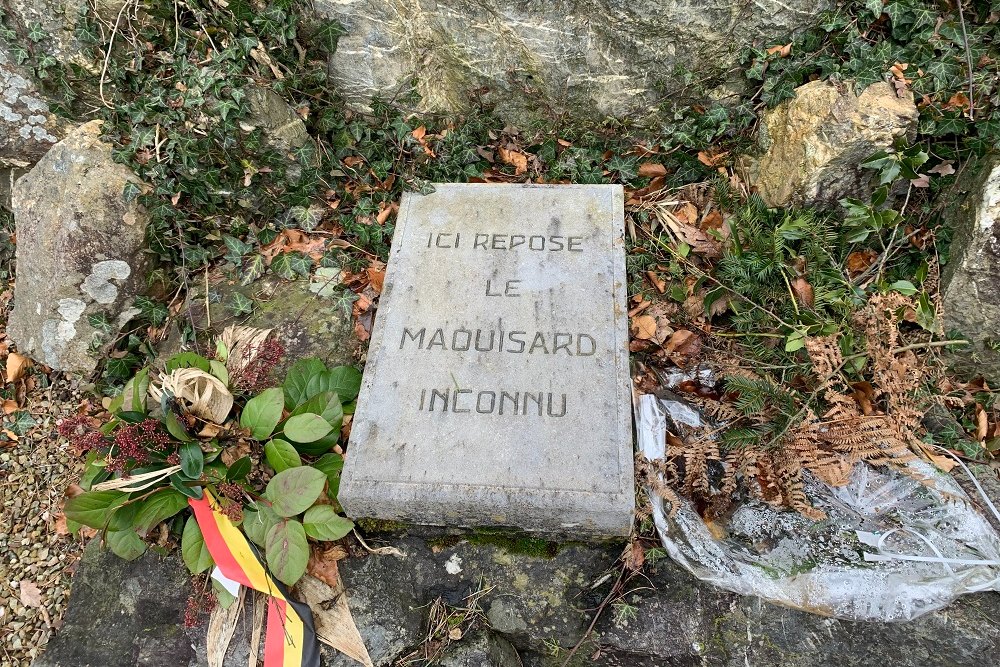 ICI REPOSE
LE
MAQUISARD
INCONNU